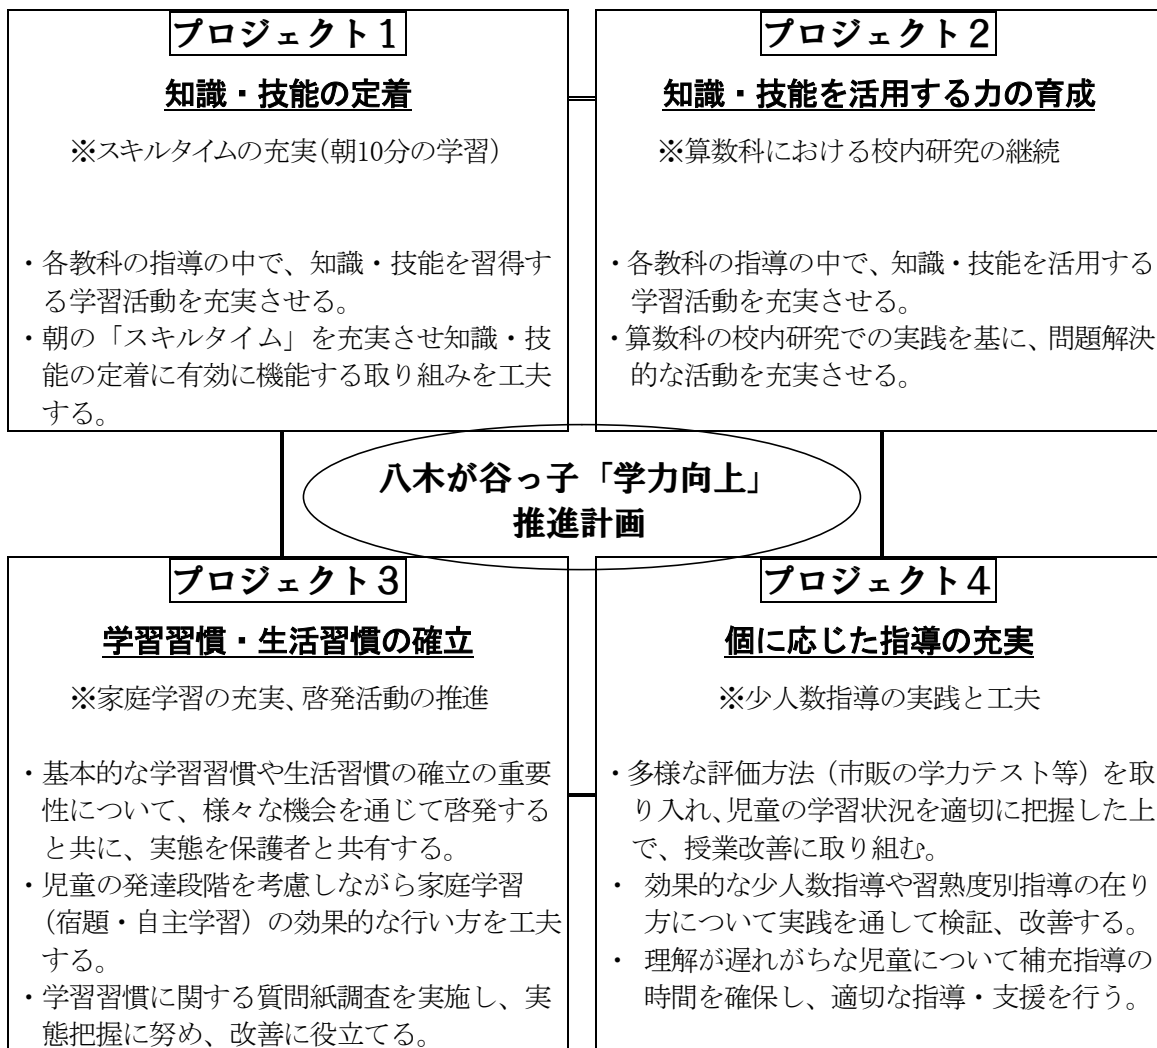 プロジェクト1
知識・技能の定着
※スキルタイムの充実(朝10分の学習)
・各教科の指導の中で、知識・技能を習得す
る学習活動を充実させる。
・朝の「スキルタイム」を充実させ知識・技
能の定着に有効に機能する取り組みを工夫
する。
プロジェクト2
知識・技能を活用する力の育成
※算数科における校内研究の継続
・各教科の指導の中で、知識・技能を活用する
学習活動を充実させる。
・算数科の校内研究での実践を基に、問題解決
的な活動を充実させる。
八木が谷っ子「学力向上」
推進計画
プロジェクト3
学習習慣・生活習慣の確立
※家庭学習の充実、啓発活動の推進
・基本的な学習習慣や生活習慣の確立の重要
性について、様々な機会を通じて啓発する
と共に、実態を保護者と共有する。
・児童の発達段階を考慮しながら家庭学習
(宿題・自主学習)の効果的な行い方を工夫
する。
・学習習慣に関する質問紙調査を実施し、実
態把握に努め、改善に役立てる。
プロジェクト4
個に応じた指導の充実
※少人数指導の実践と工夫
・多様な評価方法(市販の学力テスト等)を取
り入れ、児童の学習状況を適切に把握した上
で、授業改善に取り組む。
・ 効果的な少人数指導や習熟度別指導の在り
方について実践を通して検証、改善する。
・ 理解が遅れがちな児童について補充指導の
時間を確保し、適切な指導・支援を行う。